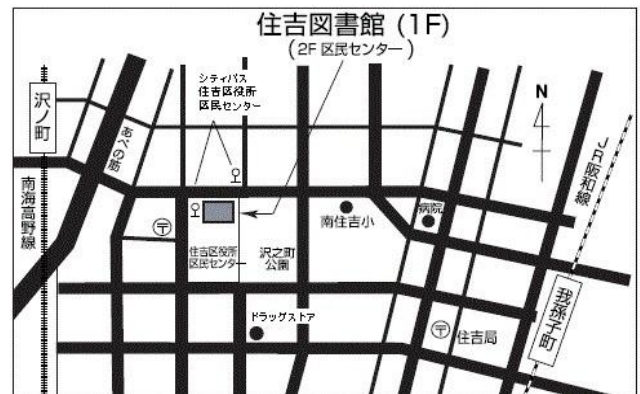 住吉図書館 (1F)
(2F 区民センター)
シティバス
住吉区役所
区民センター
沢ノ町
あべの筋
南海高野線
N
JR阪和線
〒
住吉区役所
区民センター
沢之町
公園
南住吉小
病院
我孫子町
ドラッグストア
〒 住吉局